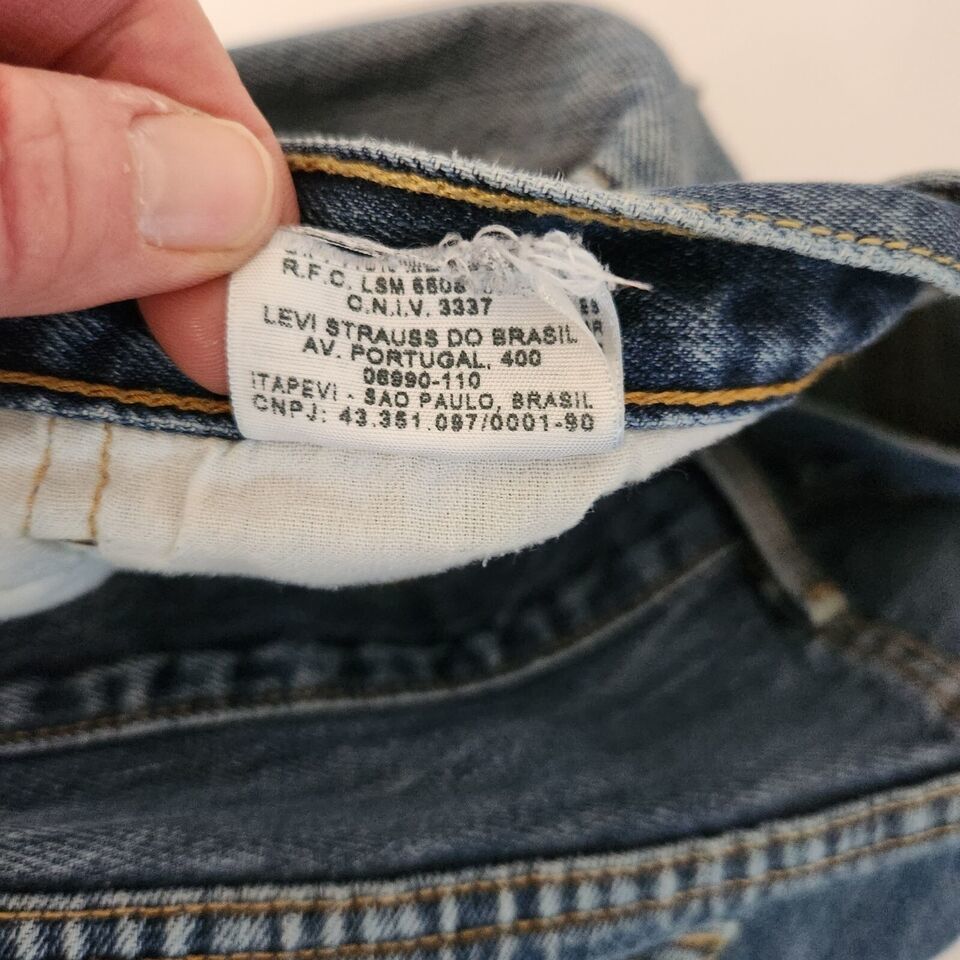 R.F.C. LSM 6606
C.N.I.V. 3337
LEVI STRAUSS DO BRASIL
AV. PORTUGAL, 400
06990-110
ITAPEVI - SAO PAULO, BRASIL
CNPJ: 43.351.097/0001-90